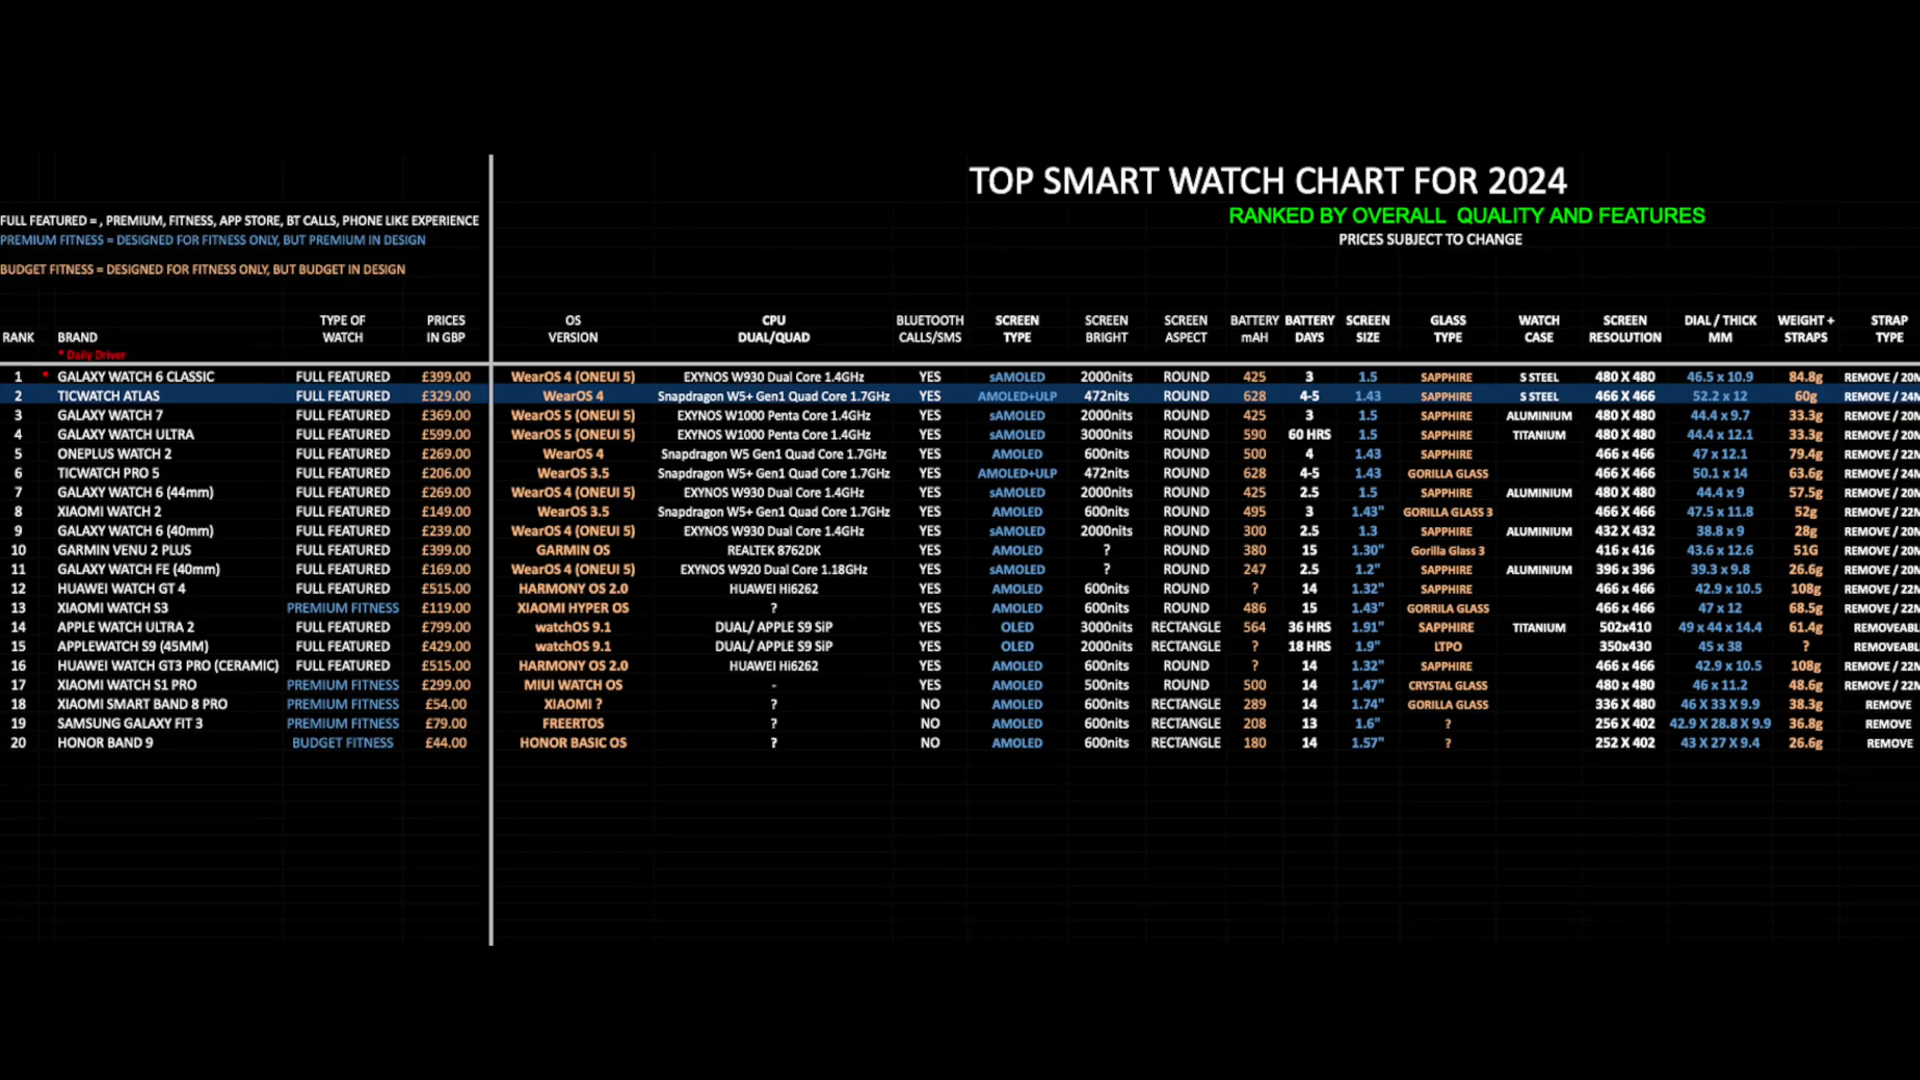 TOP SMART WATCH CHART FOR 2024
RANKED BY OVERALL QUALITY AND FEATURES
PRICES SUBJECT TO CHANGE
FULL FEATURED = , PREMIUM, FITNESS, APP STORE, BT CALLS, PHONE LIKE EXPERIENCE
PREMIUM FITNESS = DESIGNED FOR FITNESS ONLY, BUT PREMIUM IN DESIGN
BUDGET FITNESS = DESIGNED FOR FITNESS ONLY, BUT BUDGET IN DESIGN
TYPE OF PRICES OS CPU BLUETOOTH SCREEN SCREEN SCREEN BATTERY BATTERY SCREEN GLASS WATCH SCREEN DIAL / THICK WEIGHT + STRAP
RANK BRAND WATCH IN GBP VERSION DUAL/QUAD CALLS/SMS TYPE BRIGHT ASPECT mAH DAYS SIZE TYPE CASE RESOLUTION MM STRAPS TYPE
* Daily Driver
1 * GALAXY WATCH 6 CLASSIC FULL FEATURED £399.00 WearOS 4 (ONEUI 5) EXYNOS W930 Dual Core 1.4GHz YES sAMOLED 2000nits ROUND 425 3 1.5 SAPPHIRE S STEEL 480 X 480 46.5 x 10.9 84.8g REMOVE / 20M
2 TICWATCH ATLAS FULL FEATURED £329.00 WearOS 4 Snapdragon W5+ Gen1 Quad Core 1.7GHz YES AMOLED+ULP 472nits ROUND 628 4-5 1.43 SAPPHIRE S STEEL 466 X 466 52.2 x 12 60g REMOVE / 24M
3 GALAXY WATCH 7 FULL FEATURED £369.00 WearOS 5 (ONEUI 5) EXYNOS W1000 Penta Core 1.4GHz YES sAMOLED 2000nits ROUND 425 3 1.5 SAPPHIRE ALUMINIUM 480 X 480 44.4 x 9.7 33.3g REMOVE / 20M
4 GALAXY WATCH ULTRA FULL FEATURED £599.00 WearOS 5 (ONEUI 5) EXYNOS W1000 Penta Core 1.4GHz YES sAMOLED 3000nits ROUND 590 60 HRS 1.5 SAPPHIRE TITANIUM 480 X 480 44.4 x 12.1 33.3g REMOVE / 20M
5 ONEPLUS WATCH 2 FULL FEATURED £269.00 WearOS 4 Snapdragon W5 Gen1 Quad Core 1.7GHz YES AMOLED 600nits ROUND 500 4 1.43 SAPPHIRE 466 x 466 47 x 12.1 79.4g REMOVE / 22M
6 TICWATCH PRO 5 FULL FEATURED £206.00 WearOS 3.5 Snapdragon W5+ Gen1 Quad Core 1.7GHz YES AMOLED+ULP 472nits ROUND 628 4-5 1.43 GORILLA GLASS 466 X 466 50.1 x 14 63.6g REMOVE / 24M
7 GALAXY WATCH 6 (44mm) FULL FEATURED £269.00 WearOS 4 (ONEUI 5) EXYNOS W930 Dual Core 1.4GHz YES sAMOLED 2000nits ROUND 425 2.5 1.5 SAPPHIRE ALUMINIUM 480 X 480 44.4 x 9 57.5g REMOVE / 20M
8 XIAOMI WATCH 2 FULL FEATURED £149.00 WearOS 3.5 Snapdragon W5+ Gen1 Quad Core 1.7GHz YES AMOLED 600nits ROUND 495 3 1.43" GORILLA GLASS 3 466 X 466 47.5 x 11.8 52g REMOVE / 22M
9 GALAXY WATCH 6 (40mm) FULL FEATURED £239.00 WearOS 4 (ONEUI 5) EXYNOS W930 Dual Core 1.4GHz YES sAMOLED 2000nits ROUND 300 2.5 1.3 SAPPHIRE ALUMINIUM 432 X 432 38.8 x 9 28g REMOVE / 20M
10 GARMIN VENU 2 PLUS FULL FEATURED £399.00 GARMIN OS REALTEK 8762DK YES AMOLED ? ROUND 380 15 1.30" Gorilla Glass 3 416 x 416 43.6 x 12.6 51G REMOVE / 20M
11 GALAXY WATCH FE (40mm) FULL FEATURED £169.00 WearOS 4 (ONEUI 5) EXYNOS W920 Dual Core 1.18GHz YES sAMOLED ? ROUND 247 2.5 1.2" SAPPHIRE ALUMINIUM 396 x 396 39.3 x 9.8 26.6g REMOVE / 20M
12 HUAWEI WATCH GT 4 FULL FEATURED £515.00 HARMONY OS 2.0 HUAWEI Hi6262 YES AMOLED 600nits ROUND ? 14 1.32" SAPPHIRE 466 x 466 42.9 x 10.5 108g REMOVE / 22M
13 XIAOMI WATCH S3 PREMIUM FITNESS £119.00 XIAOMI HYPER OS ? YES AMOLED 600nits ROUND 486 15 1.43" GORRILA GLASS 466 x 466 47 x 12 68.5g REMOVE / 22M
14 APPLE WATCH ULTRA 2 FULL FEATURED £799.00 watchOS 9.1 DUAL/ APPLE S9 SiP YES OLED 3000nits RECTANGLE 564 36 HRS 1.91" SAPPHIRE TITANIUM 502x410 49 x 44 x 14.4 61.4g REMOVEABL
15 APPLEWATCH S9 (45MM) FULL FEATURED £429.00 watchOS 9.1 DUAL/ APPLE S9 SiP YES OLED 2000nits RECTANGLE ? 18 HRS 1.9" LTPO 350x430 45 x 38 ? REMOVEABL
16 HUAWEI WATCH GT3 PRO (CERAMIC) FULL FEATURED £515.00 HARMONY OS 2.0 HUAWEI Hi6262 YES AMOLED 600nits ROUND ? 14 1.32" SAPPHIRE 466 x 466 42.9 x 10.5 108g REMOVE / 22M
17 XIAOMI WATCH S1 PRO PREMIUM FITNESS £299.00 MIUI WATCH OS - YES AMOLED 500nits ROUND 500 14 1.47" CRYSTAL GLASS 480 x 480 46 x 11.2 48.6g REMOVE / 22M
18 XIAOMI SMART BAND 8 PRO PREMIUM FITNESS £54.00 XIAOMI ? ? NO AMOLED 600nits RECTANGLE 289 14 1.74" GORILLA GLASS 336 X 480 46 X 33 X 9.9 38.3g REMOVE
19 SAMSUNG GALAXY FIT 3 PREMIUM FITNESS £79.00 FREERTOS ? NO AMOLED 600nits RECTANGLE 208 13 1.6" ? 256 X 402 42.9 X 28.8 X 9.9 36.8g REMOVE
20 HONOR BAND 9 BUDGET FITNESS £44.00 HONOR BASIC OS ? NO AMOLED 600nits RECTANGLE 180 14 1.57" ? 252 X 402 43 X 27 X 9.4 26.6g REMOVE